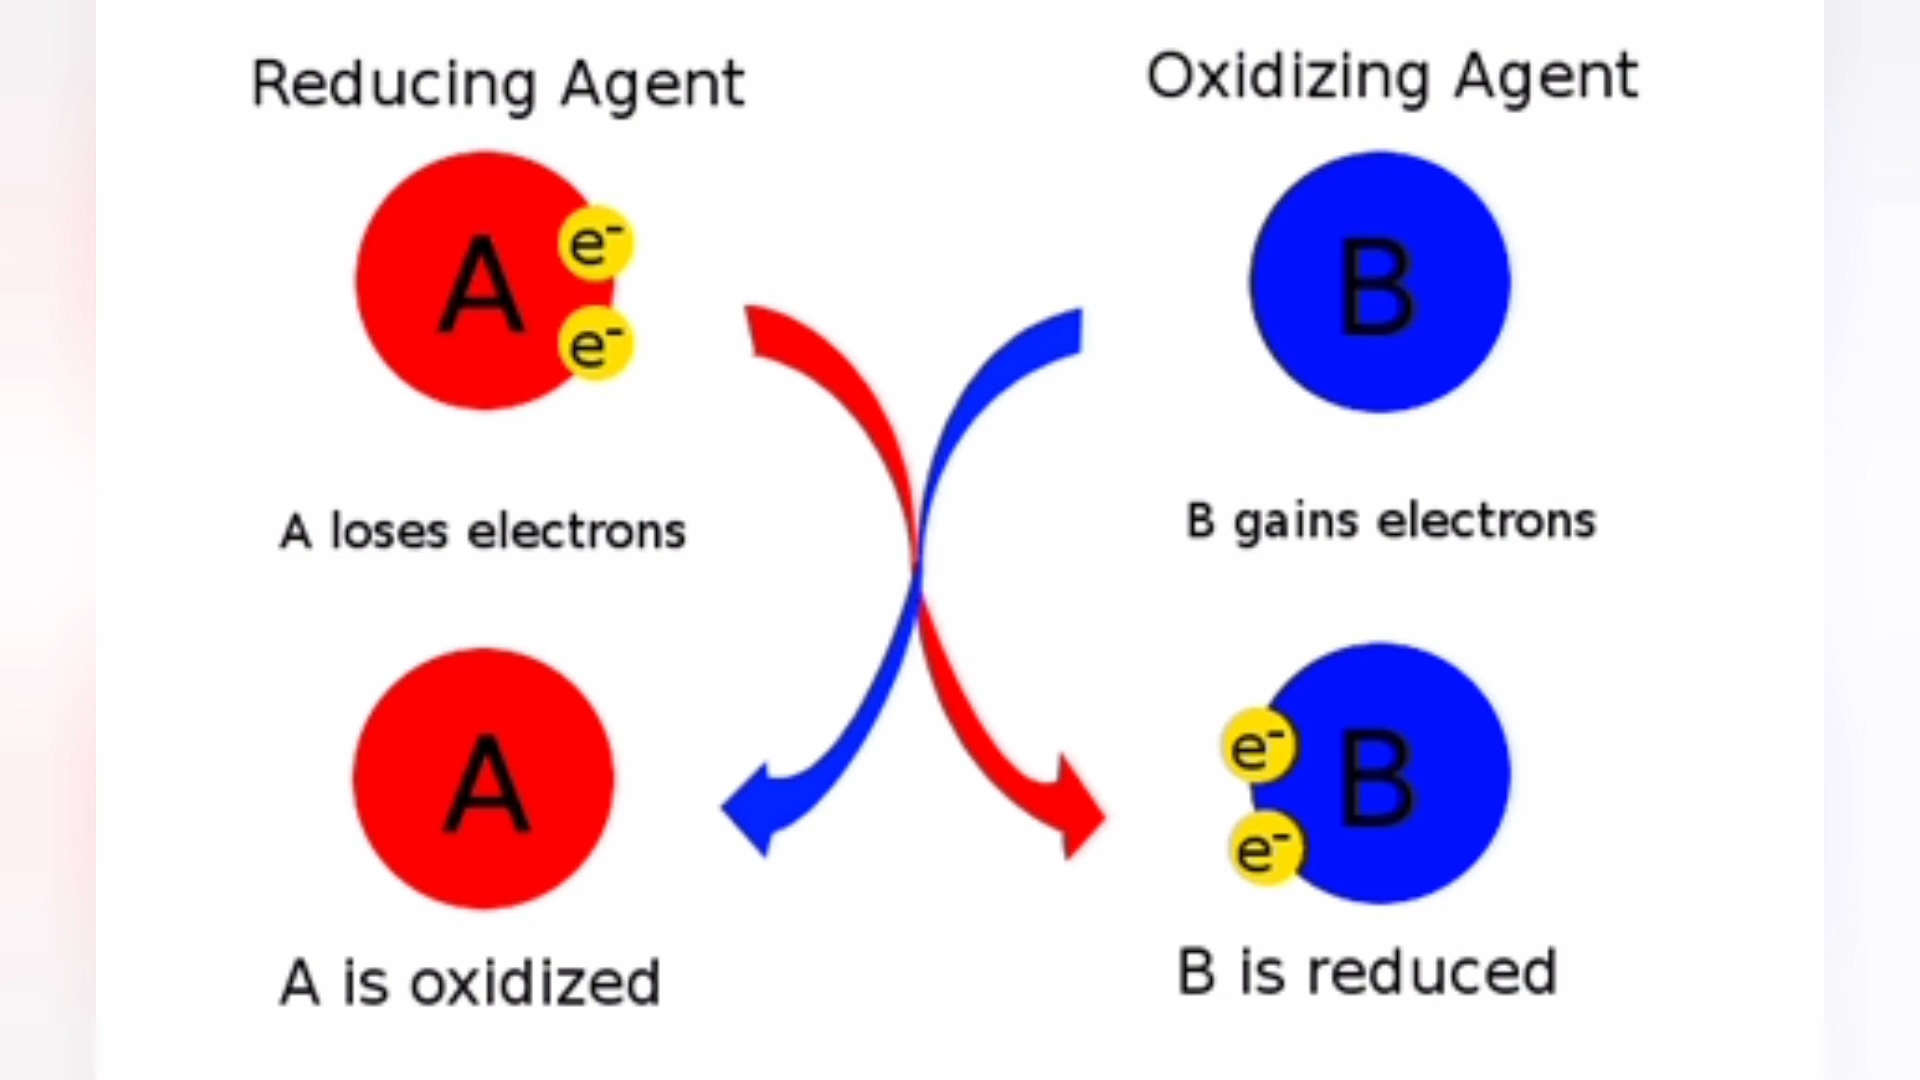 Reducing Agent
Oxidizing Agent
A
e-
e-
B
A loses electrons
B gains electrons
A
e-
e-
B
A is oxidized
B is reduced